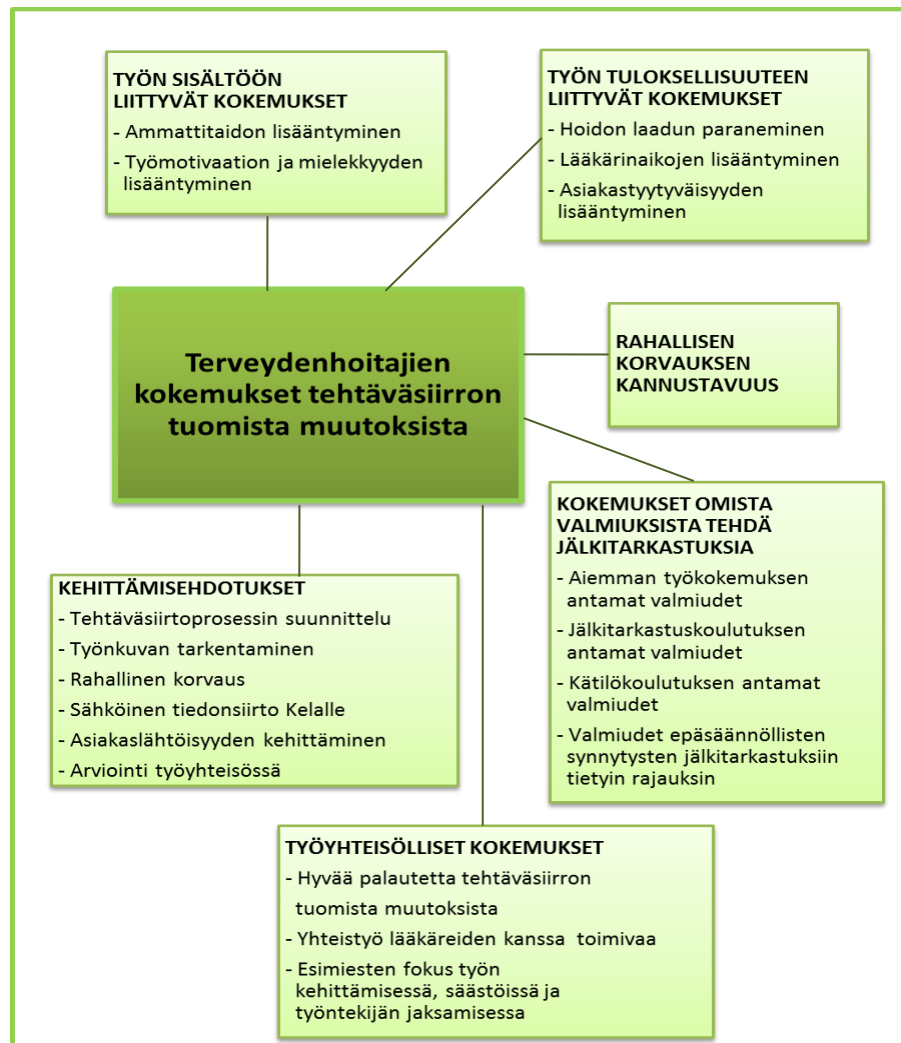 TYÖN SISÄLTÖÖN
LIITTYVÄT KOKEMUKSET
- Ammattitaidon lisääntyminen
- Työmotivaation ja mielekkyyden
lisääntyminen
TYÖN TULOKSELLISUUTEEN
LIITTYVÄT KOKEMUKSET
- Hoidon laadun paraneminen
- Lääkärinaikojen lisääntyminen
- Asiakastyytyväisyyden
lisääntyminen
Terveydenhoitajien
kokemukset tehtäväsiirron
tuomista muutoksista
RAHALLISEN
KORVAUKSEN
KANNUSTAVUUS
KOKEMUKSET OMISTA
VALMIUKSISTA TEHDÄ
JÄLKITARKASTUKSIA
- Aiemman työkokemuksen
antamat valmiudet
- Jälkitarkastuskoulutuksen
antamat valmiudet
- Kätilökoulutuksen antamat
valmiudet
- Valmiudet epäsäännöllisten
synnytysten jälkitarkastuksiin
tietyin rajauksin
KEHITTÄMISEHDOTUKSET
- Tehtäväsiirtoprosessin suunnittelu
- Työnkuvan tarkentaminen
- Rahallinen korvaus
- Sähköinen tiedonsiirto Kelalle
- Asiakaslähtöisyyden kehittäminen
- Arviointi työyhteisössä
TYÖYHTEISÖLLISET KOKEMUKSET
- Hyvää palautetta tehtäväsiirron
tuomista muutoksista
- Yhteistyö lääkäreiden kanssa toimivaa
- Esimiesten fokus työn
kehittämisessä, säästöissä ja
työntekijän jaksamisessa